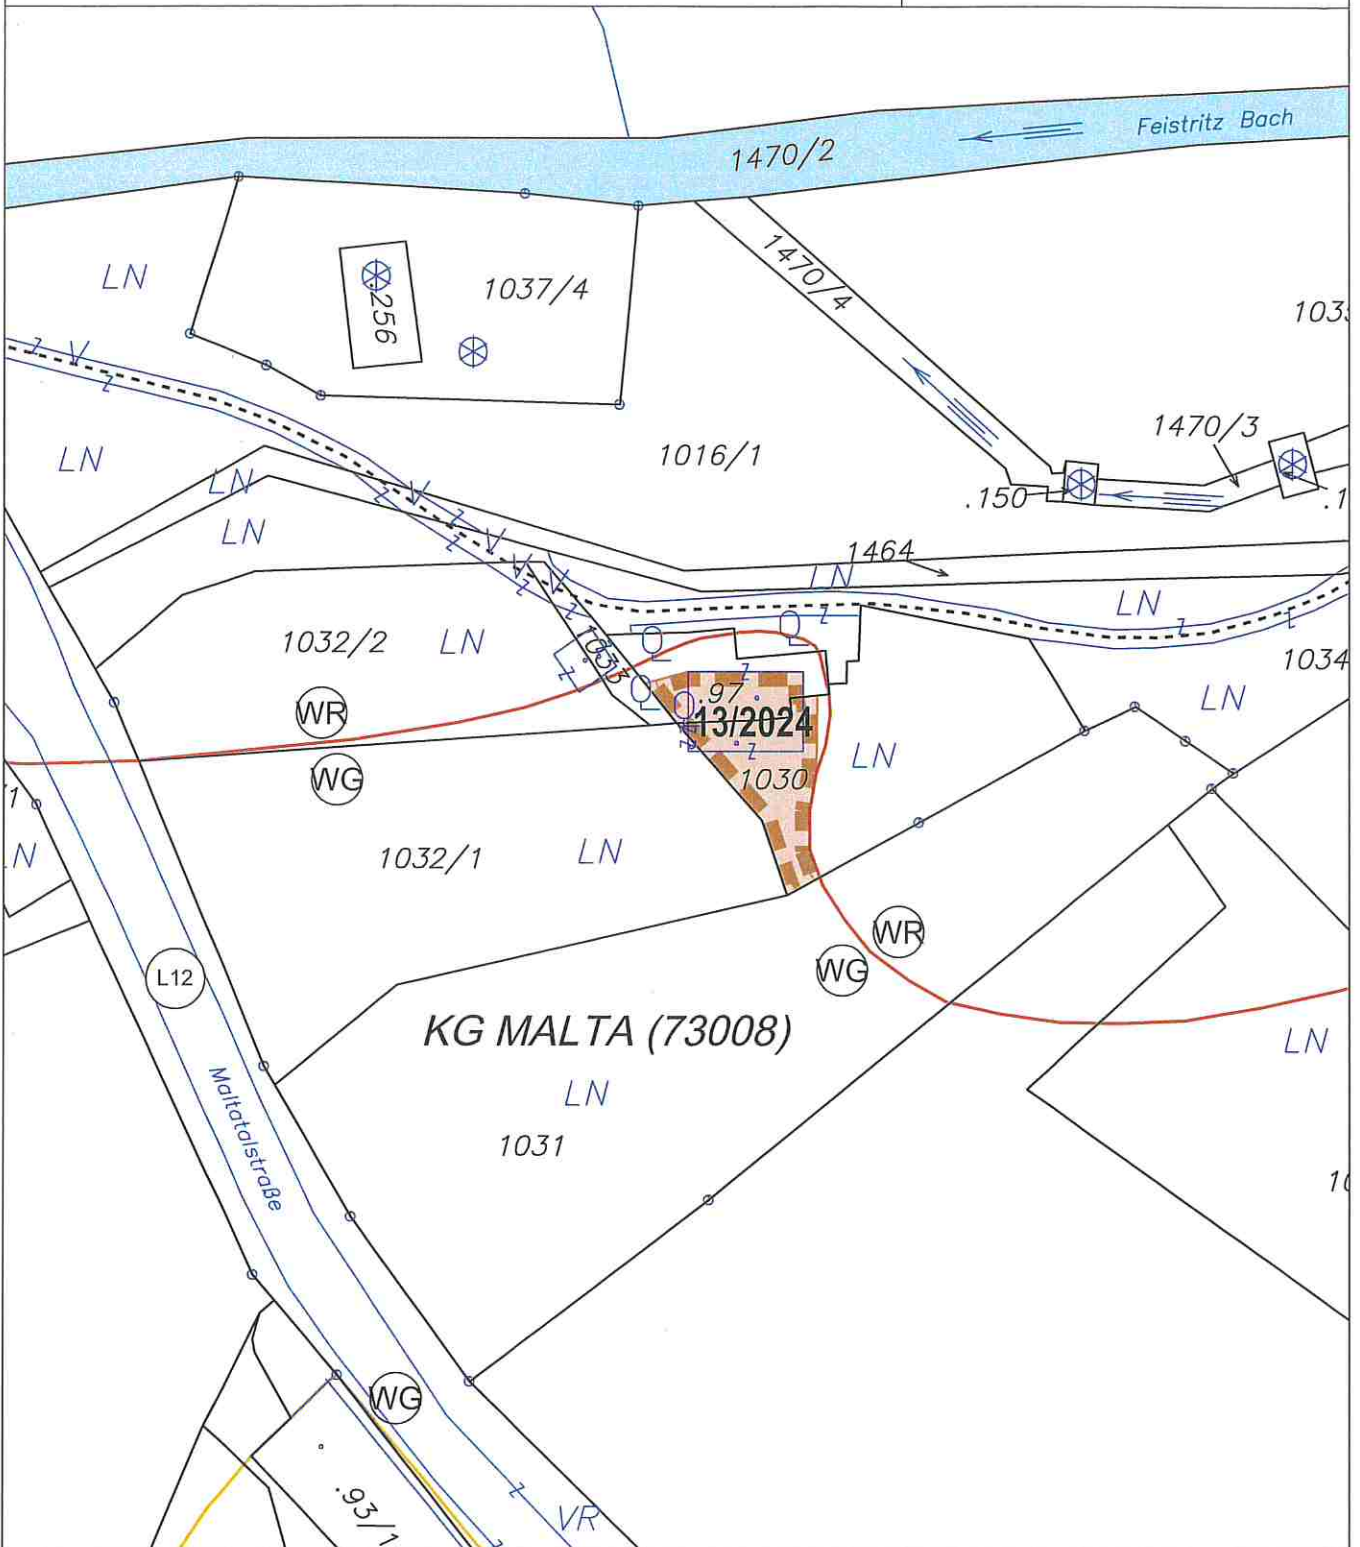 Feistritz Bach
1470/2
1470/4
LN
.256
1037/4
V
1470/3
LN
1016/1
LN
.150
LN
V
V
V
V
1464
LN
LN
1032/2
LN
1033
1034
LN
WR
.97
13/2024
WG
1030
LN
1032/1
LN
WR
WG
L12
KG MALTA (73008)
LN
LN
1031
Maltatalstraße
WG
.93/1
VR